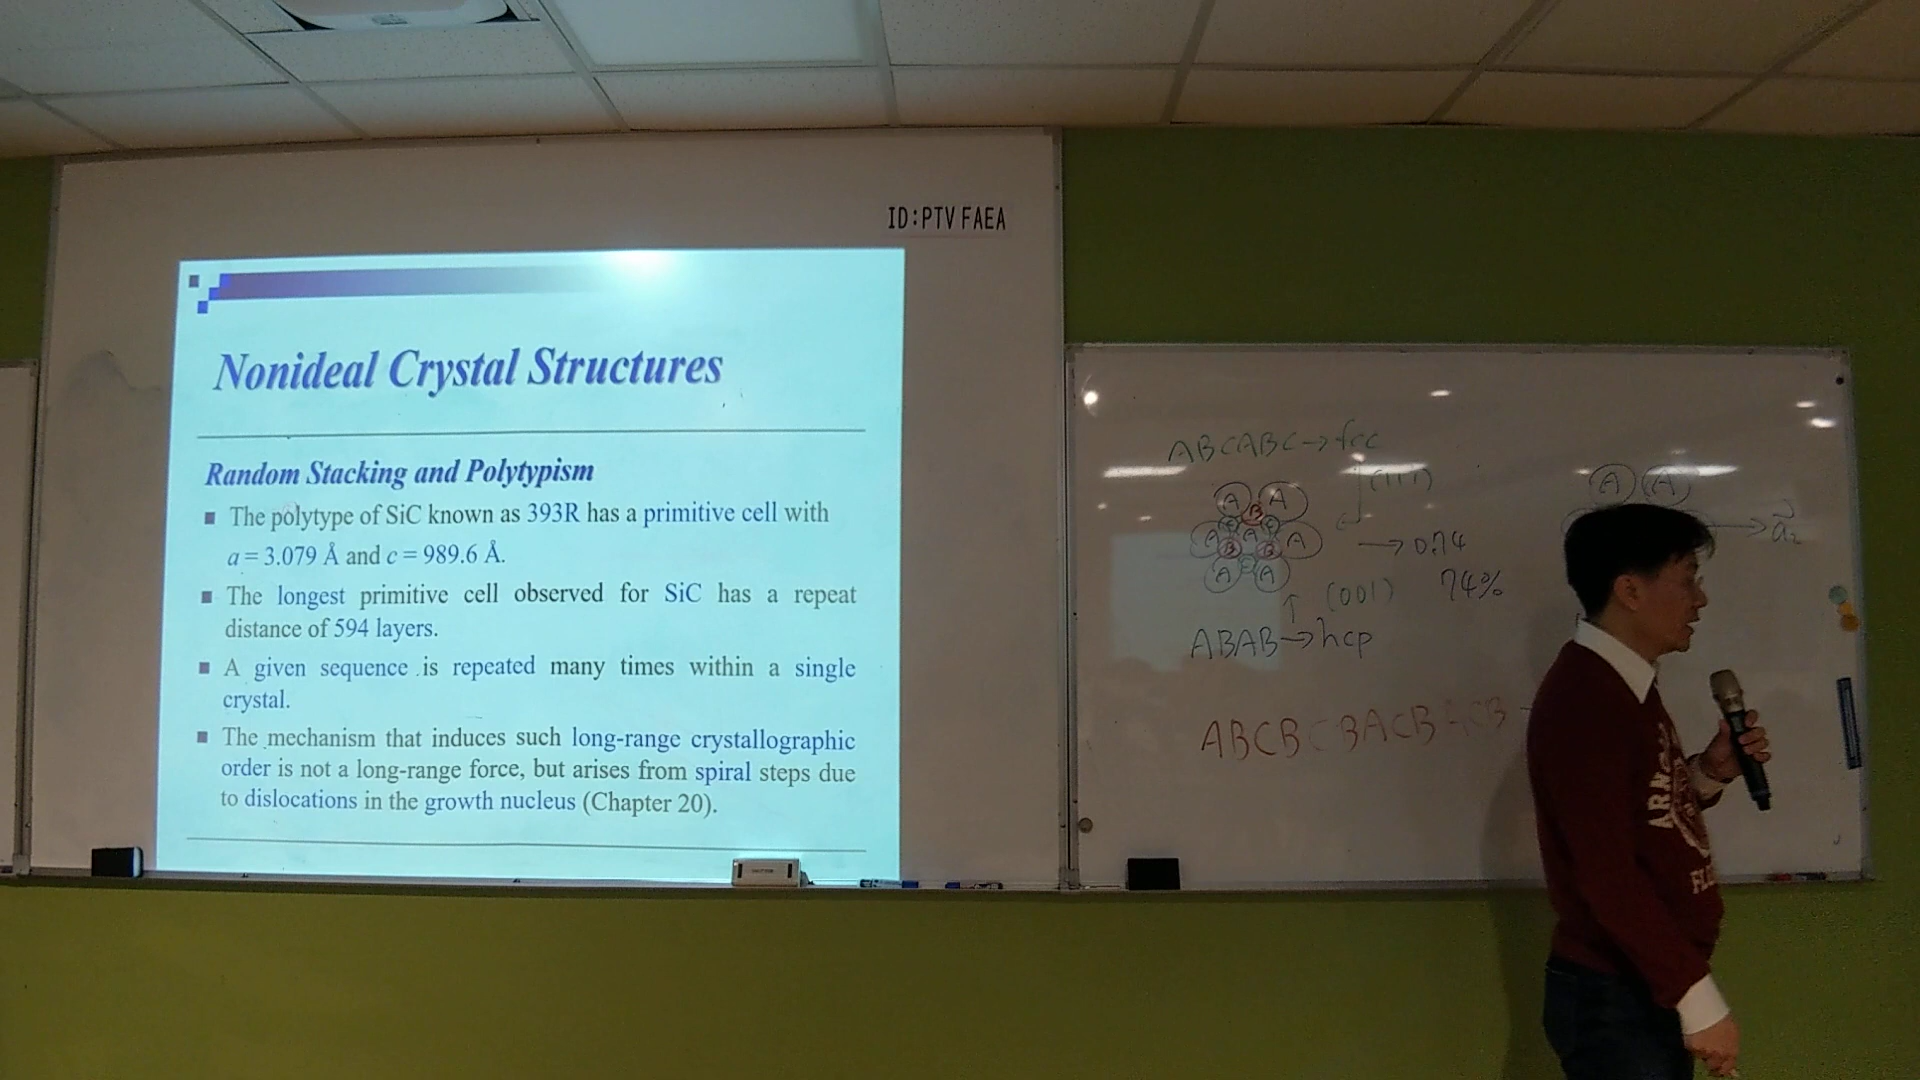 ID:PTV FAEA
Nonideal Crystal Structures
Random Stacking and Polytypism
The polytype of SiC known as 393R has a primitive cell with
a = 3.079 Å and c = 989.6 Å.
The longest primitive cell observed for SiC has a repeat
distance of 594 layers.
A given sequence is repeated many times within a single
crystal.
The mechanism that induces such long-range crystallographic
order is not a long-range force, but arises from spiral steps due
to dislocations in the growth nucleus (Chapter 20).
ABCABC→fcc
(111)
A A
B
A A A
B B
A A
→ 0.74
74%
↑ (001)
ABAB→hcp
ABCBCBACBACB
A A
→ a⃗₂